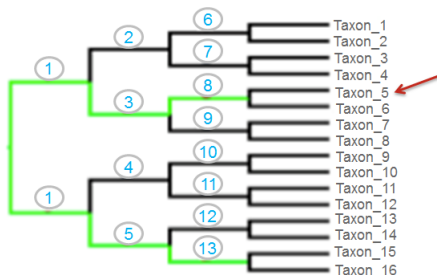 6
Taxon_1
2
Taxon_2
7
Taxon_3
1
Taxon_4
8
Taxon_5
3
Taxon_6
9
Taxon_7
Taxon_8
10
Taxon_9
4
Taxon_10
11
Taxon_11
Taxon_12
1
12
Taxon_13
5
Taxon_14
13
Taxon_15
Taxon_16